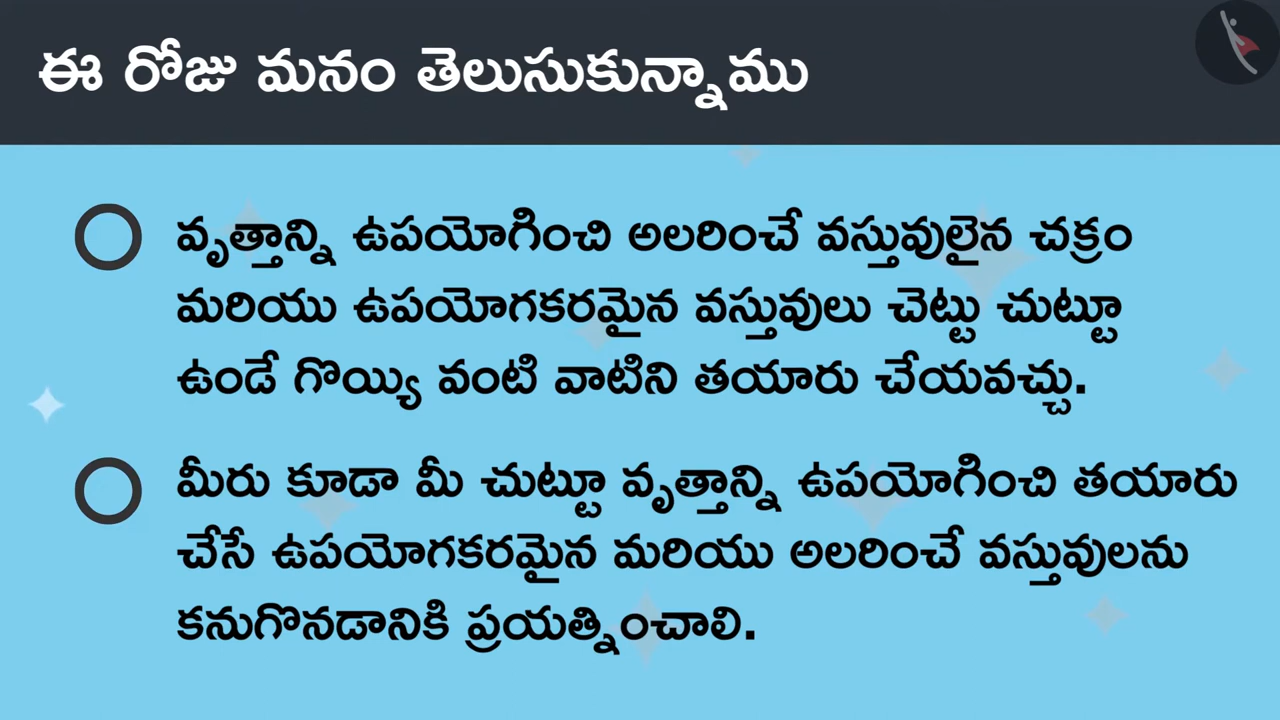 ఈ రోజు మనం తెలుసుకున్నాము
వృత్తాన్ని ఉపయోగించి అలరించే వస్తువులైన చక్రం
మరియు ఉపయోగకరమైన వస్తువులు చెట్టు చుట్టూ
ఉండే గొయ్యి వంటి వాటిని తయారు చేయవచ్చు.
మీరు కూడా మీ చుట్టూ వృత్తాన్ని ఉపయోగించి తయారు
చేసే ఉపయోగకరమైన మరియు అలరించే వస్తువులను
కనుగొనడానికి ప్రయత్నించాలి.